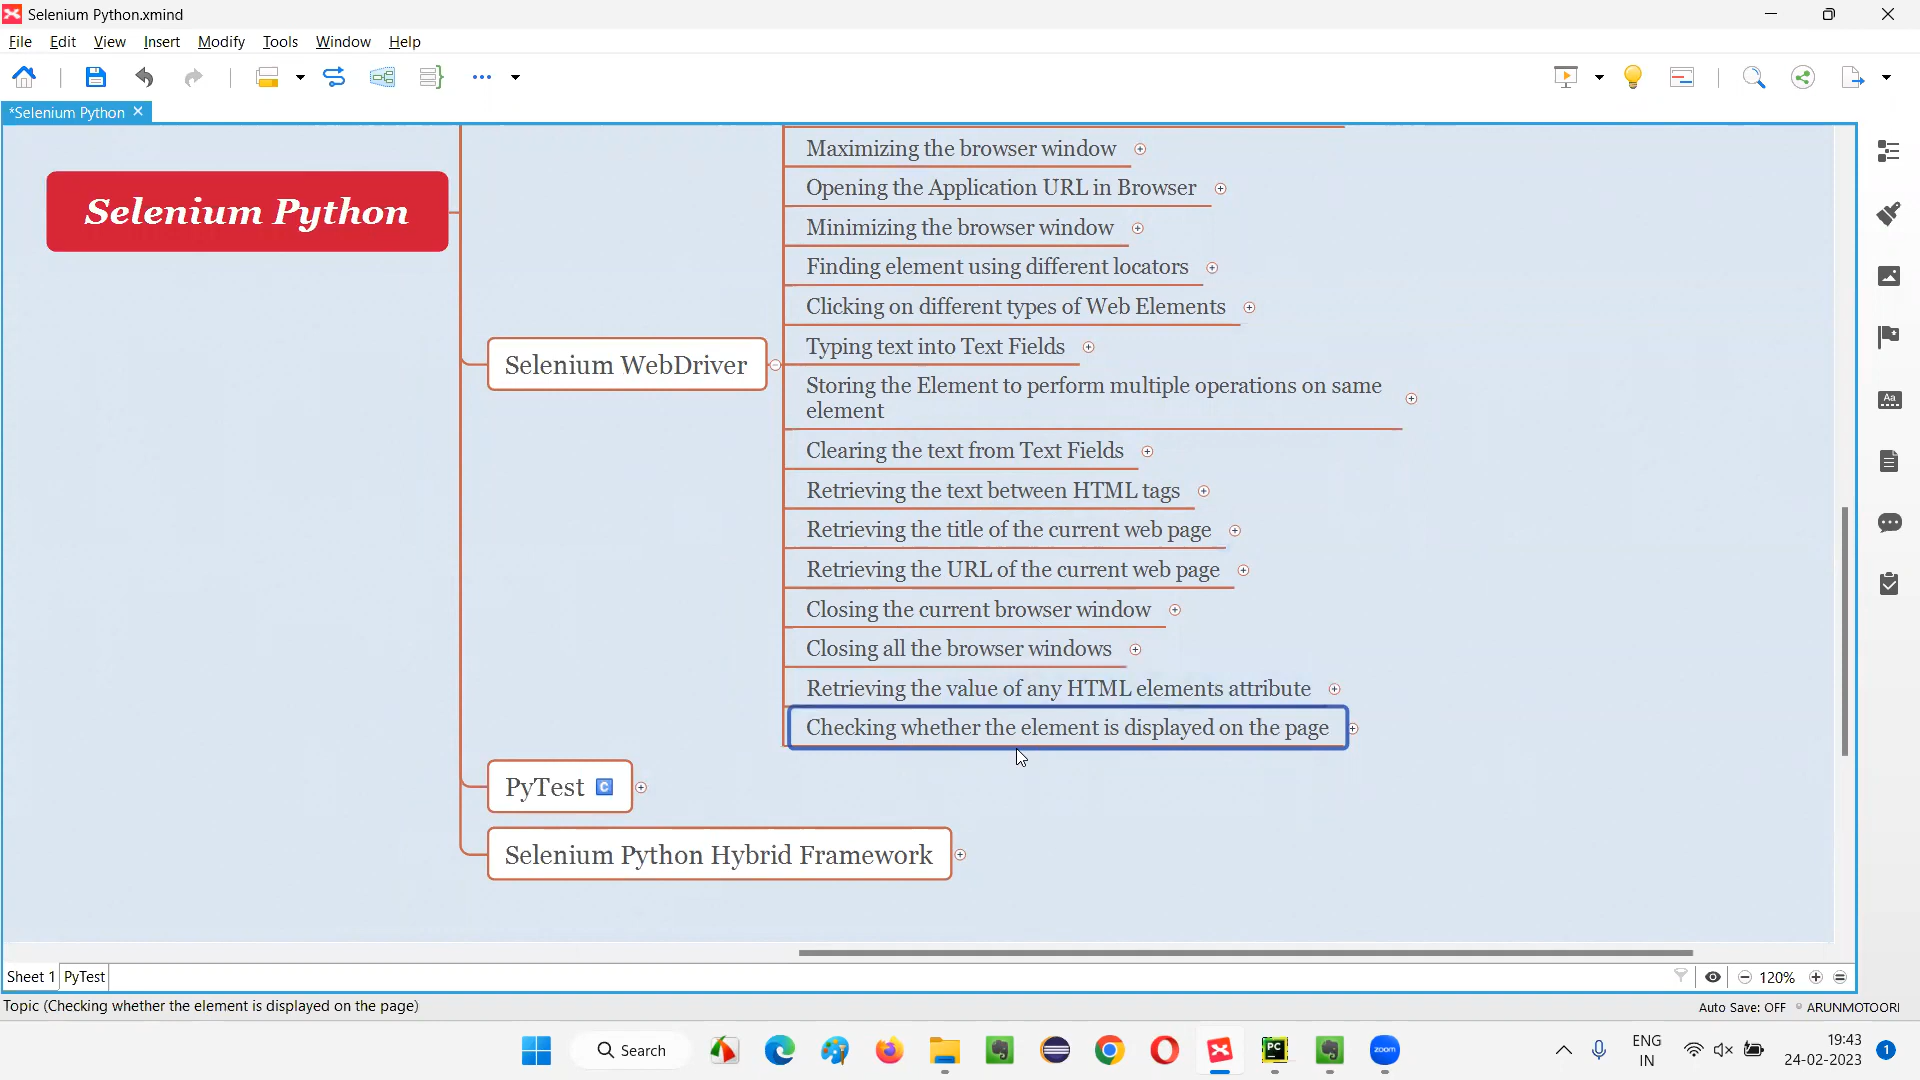 Selenium Python.xmind
File Edit View Insert Modify Tools Window Help
*Selenium Python
Selenium Python
Maximizing the browser window
Opening the Application URL in Browser
Minimizing the browser window
Finding element using different locators
Clicking on different types of Web Elements
Typing text into Text Fields
Selenium WebDriver
Storing the Element to perform multiple operations on same
element
Clearing the text from Text Fields
Retrieving the text between HTML tags
Retrieving the title of the current web page
Retrieving the URL of the current web page
Closing the current browser window
Closing all the browser windows
Retrieving the value of any HTML elements attribute
Checking whether the element is displayed on the page
PyTest C
Selenium Python Hybrid Framework
Aa
Sheet 1 PyTest
120%
Topic (Checking whether the element is displayed on the page)
Auto Save: OFF ARUNMOTOORI
Search
PC
zoom
ENG
IN
19:43
24-02-2023
1